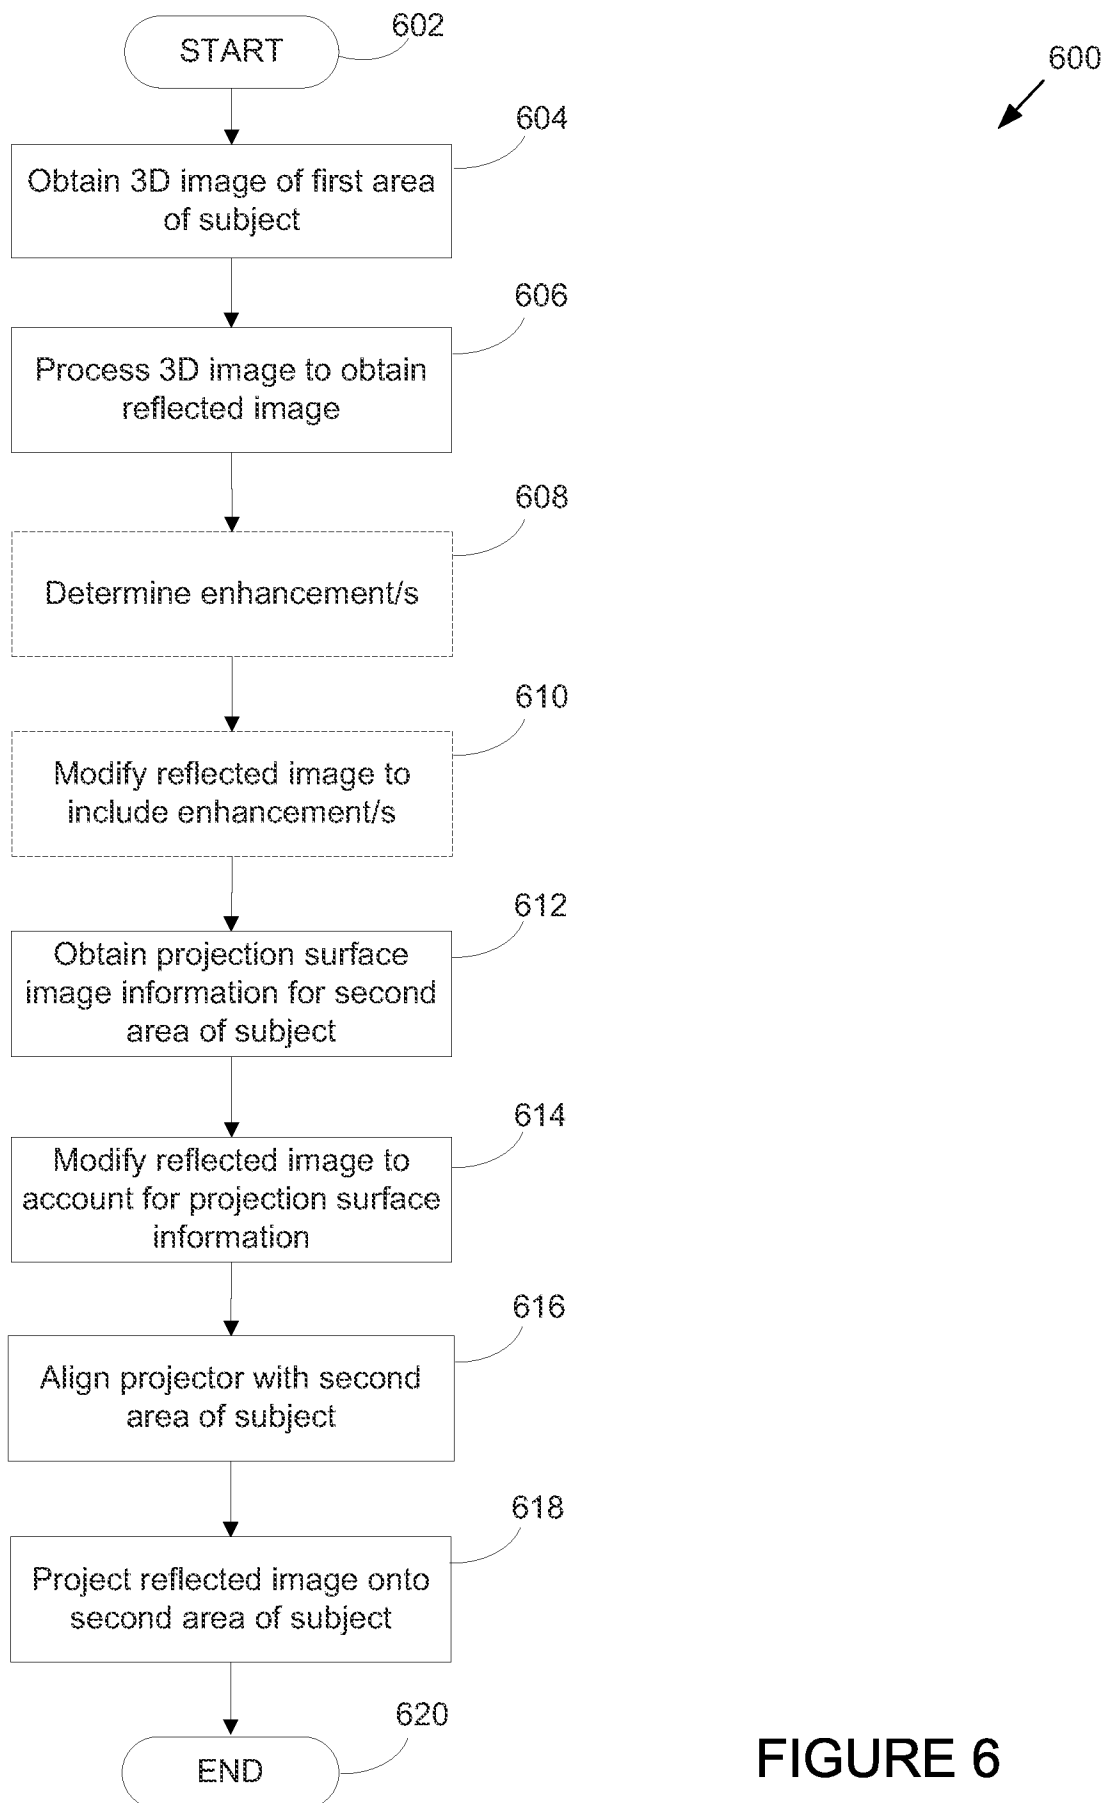 START
602
600
604
Obtain 3D image of first area
of subject
606
Process 3D image to obtain
reflected image
608
Determine enhancement/s
610
Modify reflected image to
include enhancement/s
612
Obtain projection surface
image information for second
area of subject
614
Modify reflected image to
account for projection surface
information
616
Align projector with second
area of subject
618
Project reflected image onto
second area of subject
620
END
FIGURE 6